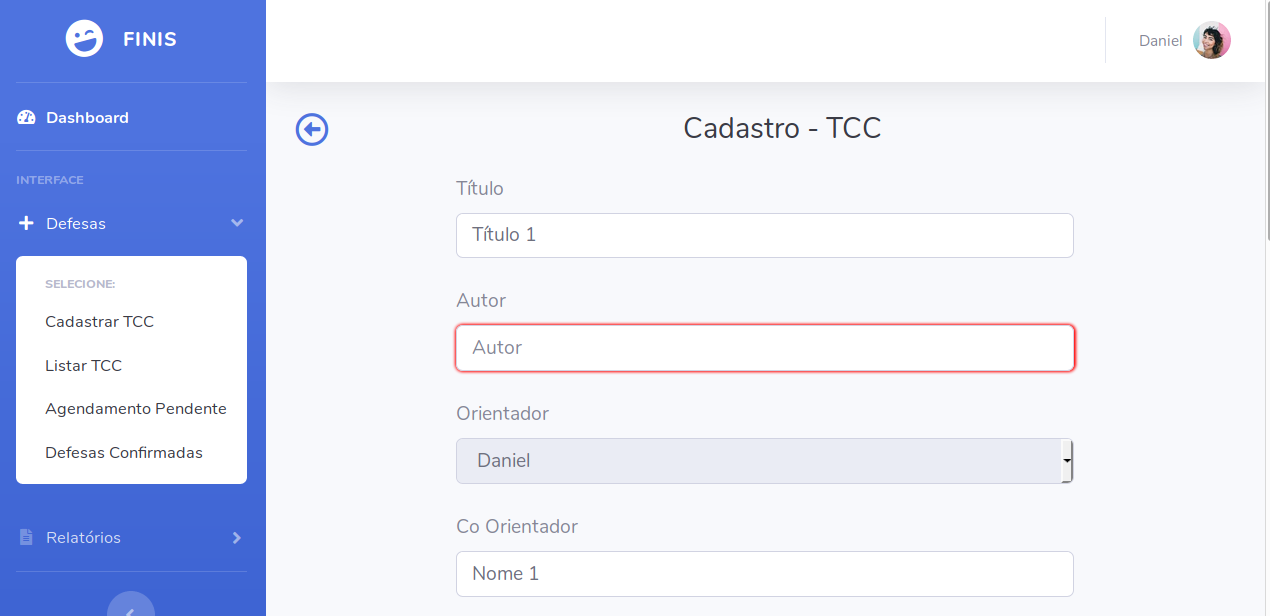 FINIS
Dashboard
INTERFACE
Defesas
SELECIONE:
Cadastrar TCC
Listar TCC
Agendamento Pendente
Defesas Confirmadas
Relatórios
Daniel
Cadastro - TCC
Título
Título 1
Autor
Autor
Orientador
Daniel
Co Orientador
Nome 1